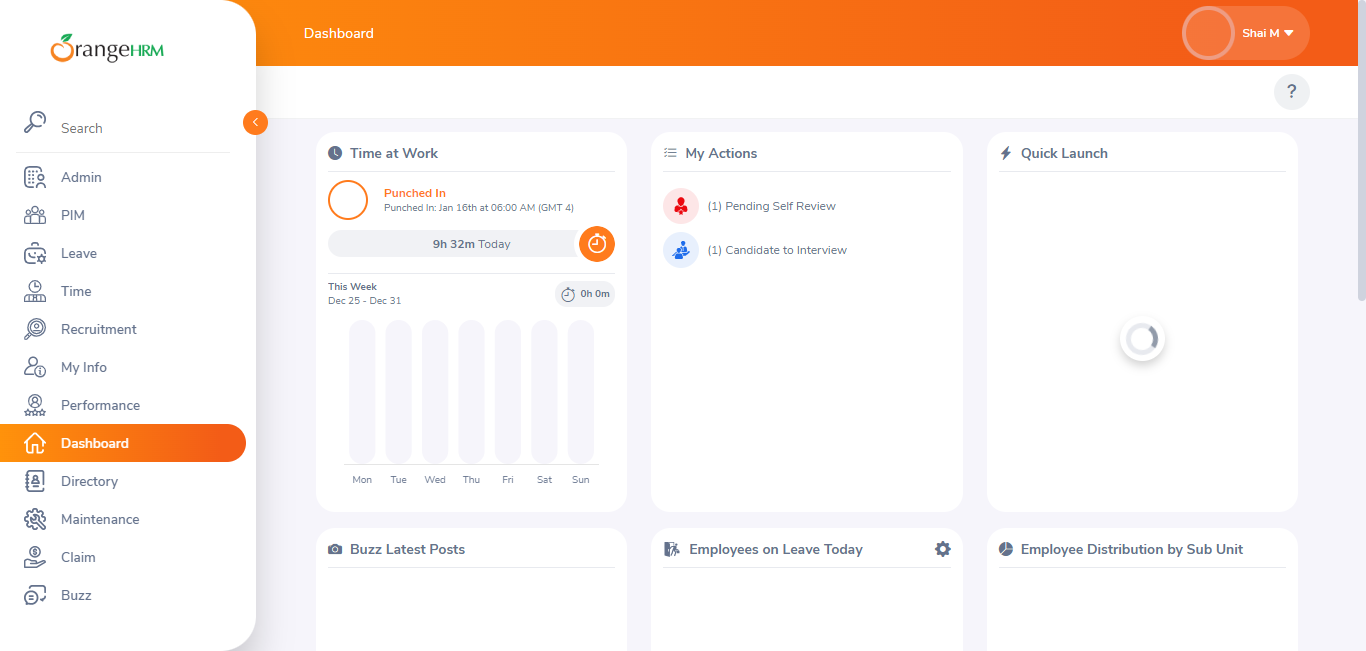 OrangeHRM
Search
Admin
PIM
Leave
Time
Recruitment
My Info
Performance
Dashboard
Directory
Maintenance
Claim
Buzz
Dashboard
Shai M
?
Time at Work
Punched In
Punched In: Jan 16th at 06:00 AM (GMT 4)
9h 32m Today
This Week
Dec 25 - Dec 31
0h 0m
Mon Tue Wed Thu Fri Sat Sun
My Actions
(1) Pending Self Review
(1) Candidate to Interview
Quick Launch
Buzz Latest Posts
Employees on Leave Today
Employee Distribution by Sub Unit